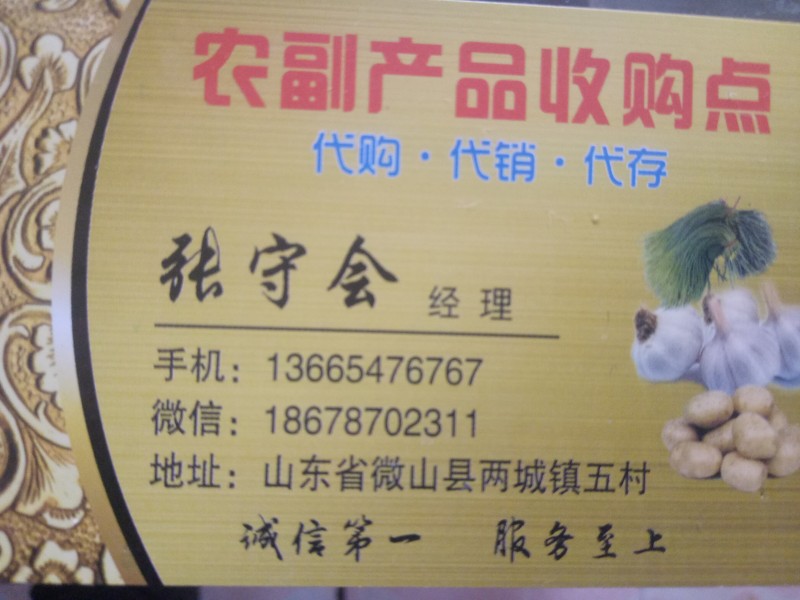 农副产品收购点
代购·代销·代存
张守会 经理
手机：13665476767
微信：18678702311
地址：山东省微山县两城镇五村
诚信第一 服务至上